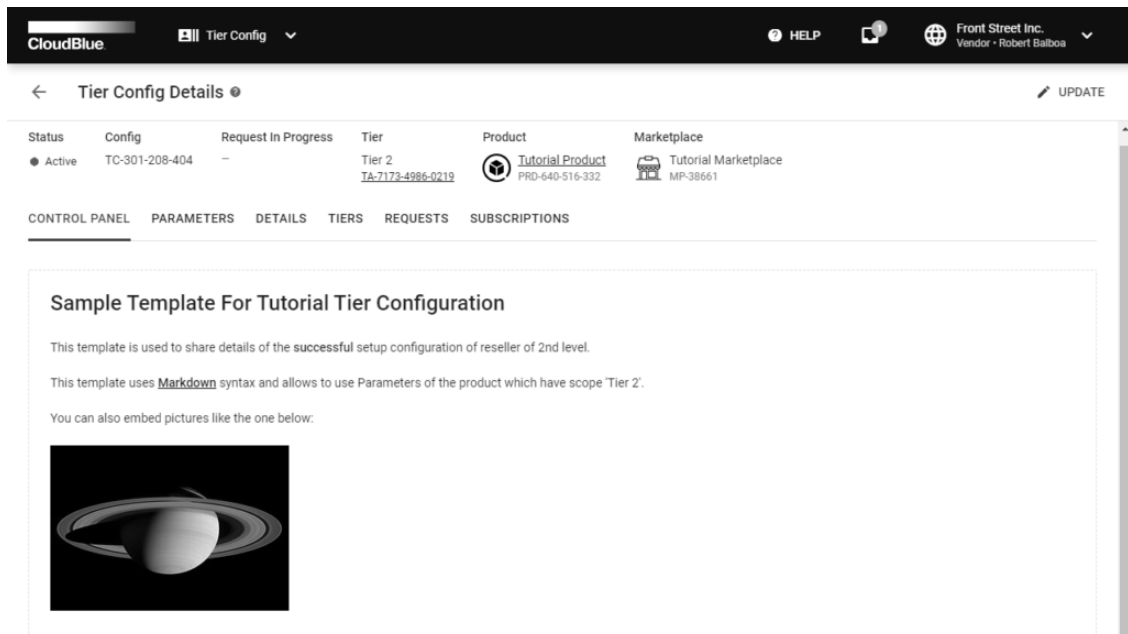 CloudBlue.
Tier Config
HELP
1
Front Street Inc.
Vendor • Robert Balboa
Tier Config Details
UPDATE
Status Config Request In Progress Tier Product Marketplace
Active TC-301-208-404 – Tier 2 Tutorial Product Tutorial Marketplace
TA-7173-4986-0219 PRD-640-516-332 MP-38661
CONTROL PANEL PARAMETERS DETAILS TIERS REQUESTS SUBSCRIPTIONS
Sample Template For Tutorial Tier Configuration
This template is used to share details of the successful setup configuration of reseller of 2nd level.
This template uses Markdown syntax and allows to use Parameters of the product which have scope 'Tier 2'.
You can also embed pictures like the one below: